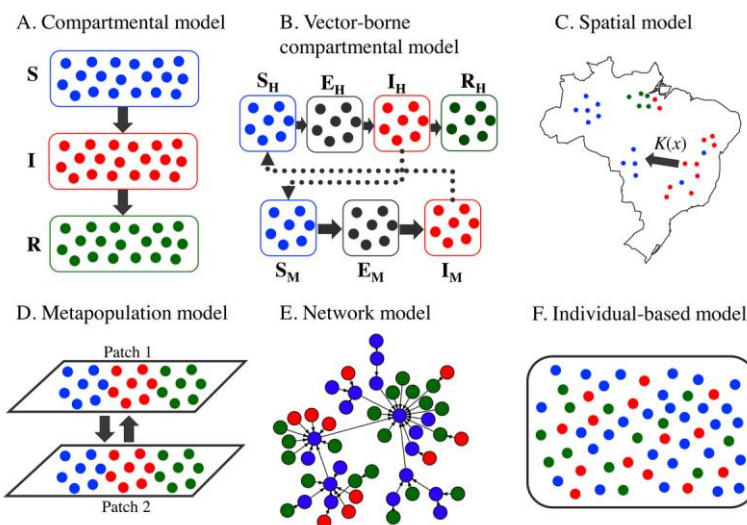 A. Compartmental model
S
I
R
B. Vector-borne
compartmental model
S_H E_H I_H R_H
S_M E_M I_M
C. Spatial model
K(x)
D. Metapopulation model
Patch 1
Patch 2
E. Network model
F. Individual-based model